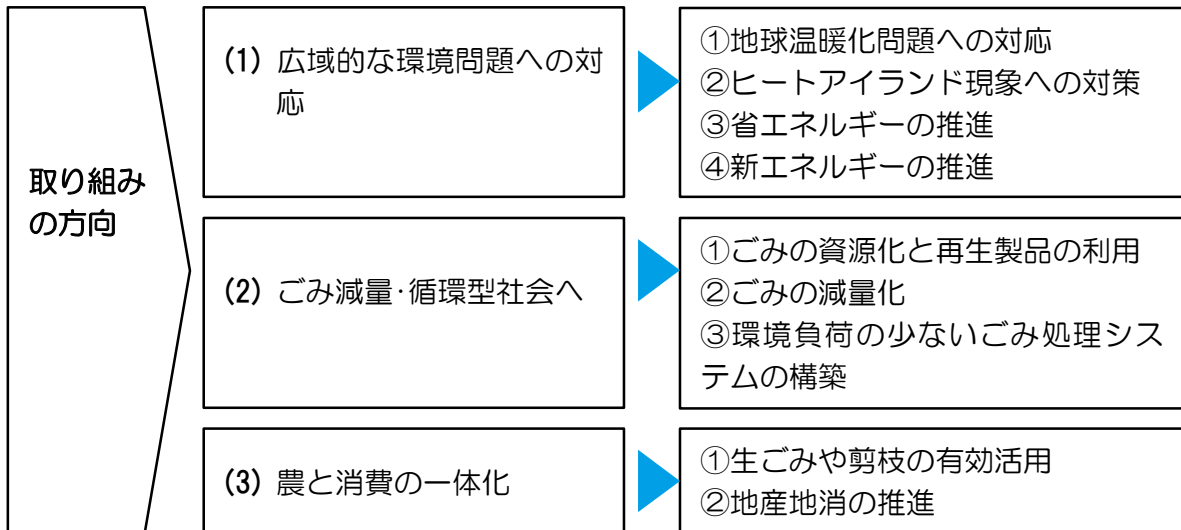 取り組み
の方向
(1) 広域的な環境問題への対
応
①地球温暖化問題への対応
②ヒートアイランド現象への対策
③省エネルギーの推進
④新エネルギーの推進
(2) ごみ減量･循環型社会へ
①ごみの資源化と再生製品の利用
②ごみの減量化
③環境負荷の少ないごみ処理シス
テムの構築
(3) 農と消費の一体化
①生ごみや剪枝の有効活用
②地産地消の推進